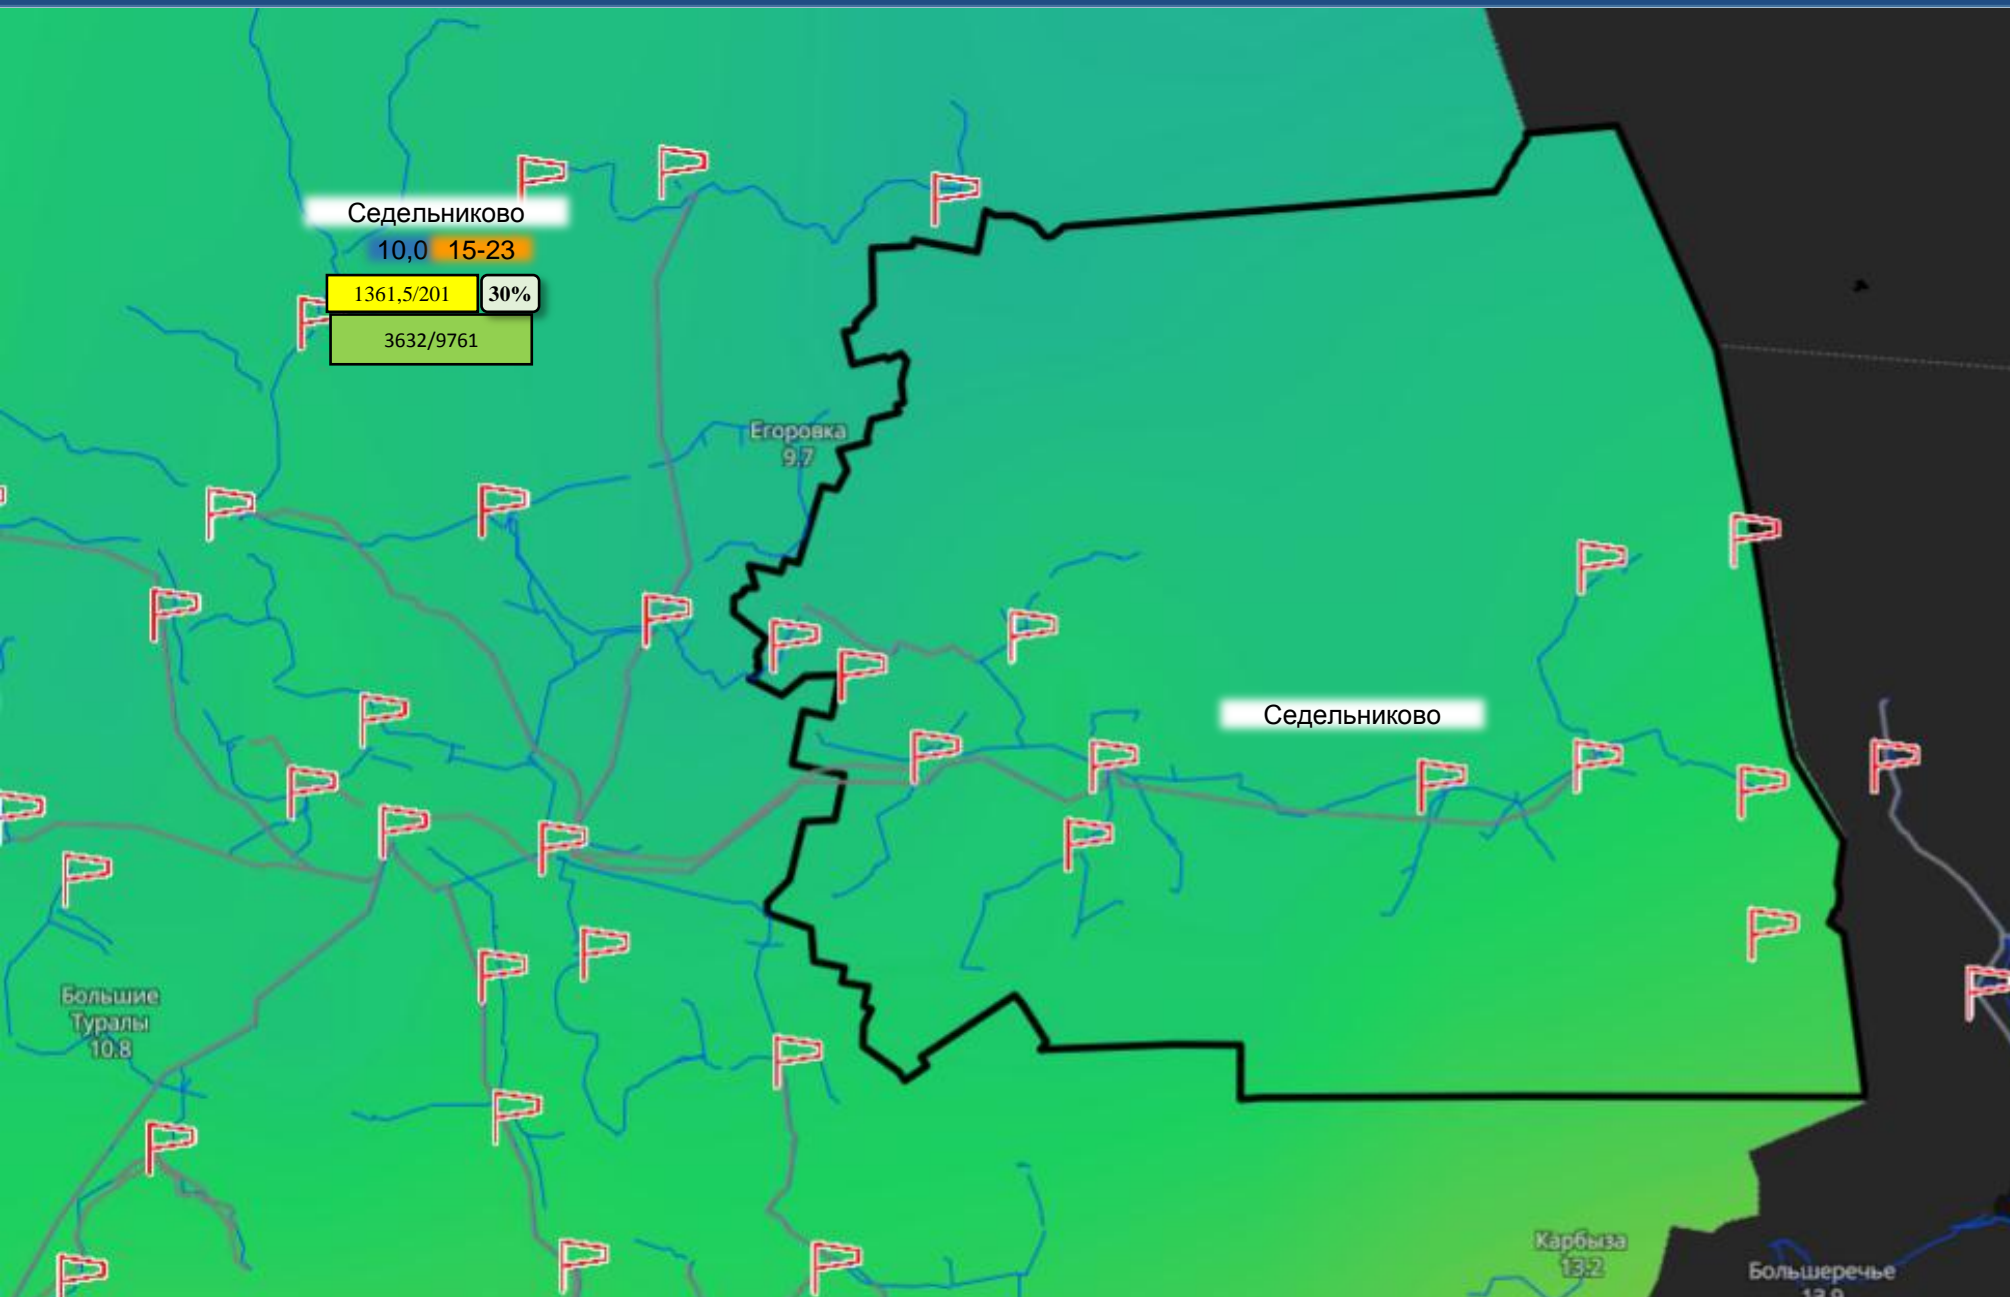 Седельниково
10,0 15-23
1361,5/201 30%
3632/9761
Егоровка
9.7
Седельниково
Большие
Туралы
10.8
Карбыза
13.2
Большеречье